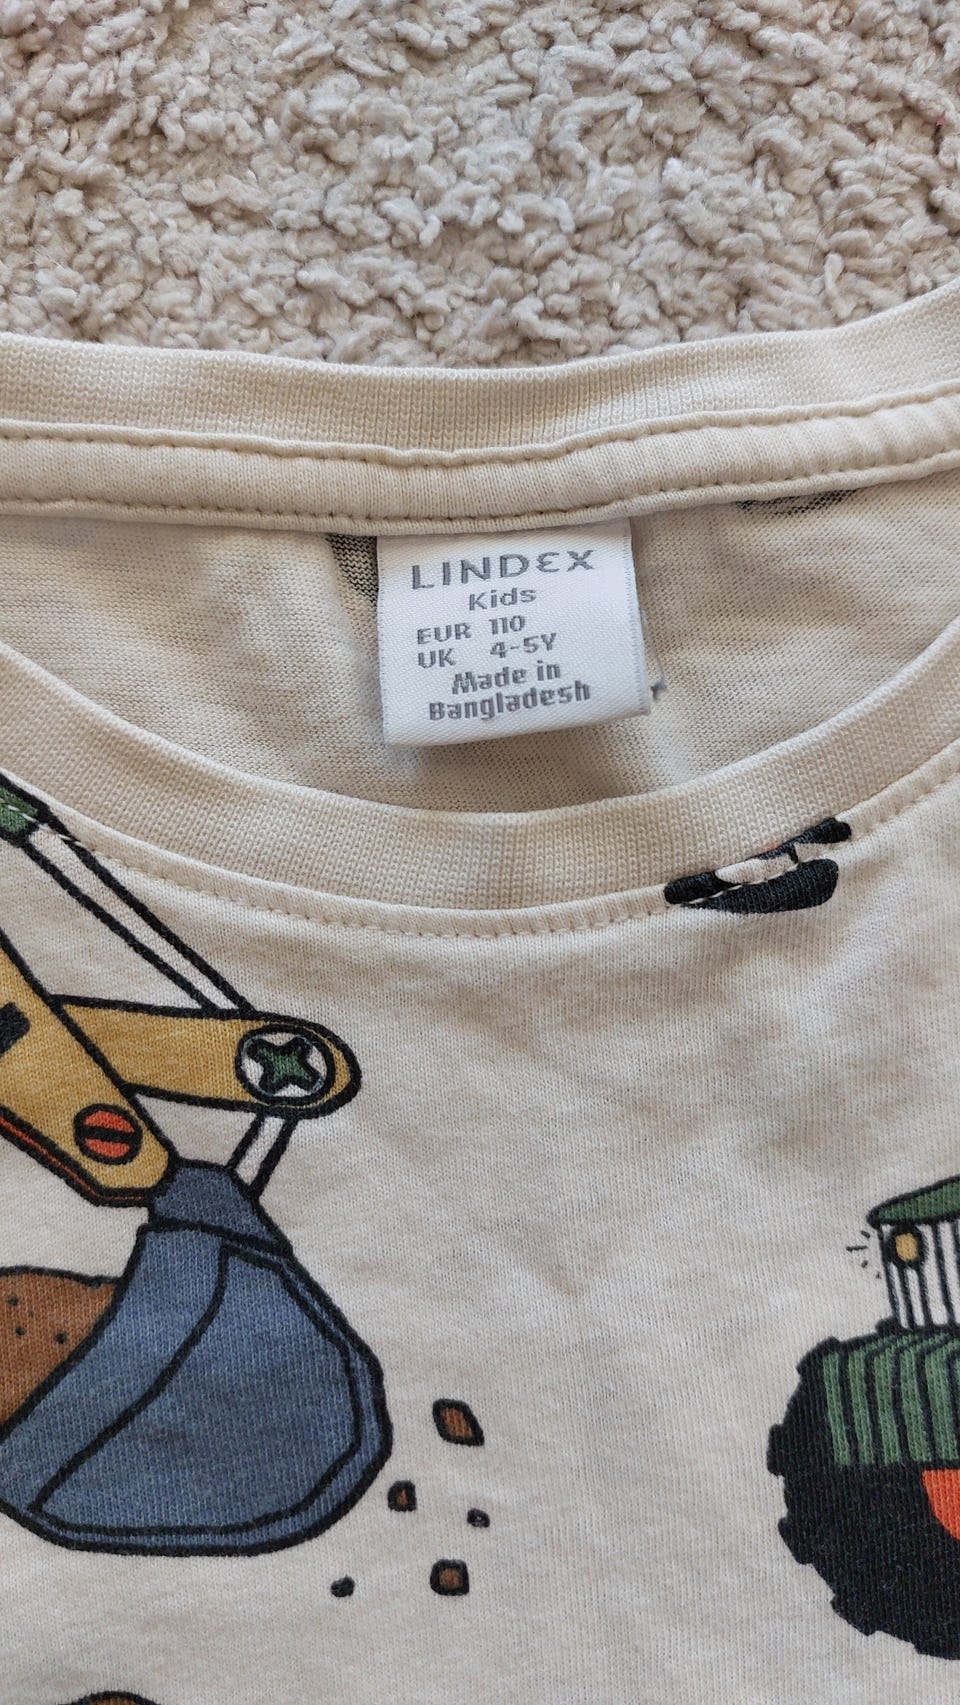 LINDEX
Kids
EUR 110
UK 4-5Y
Made in
Bangladesh